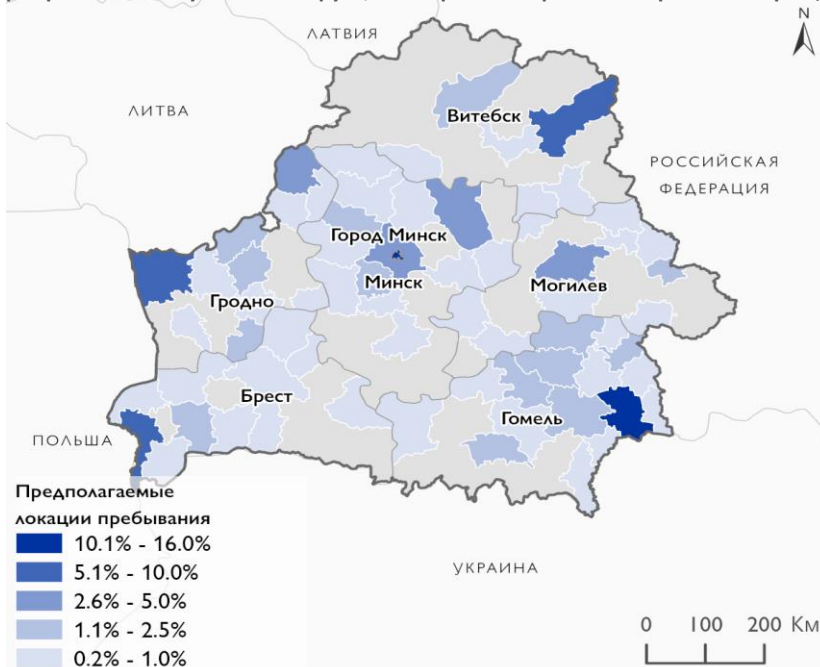 ЛАТВИЯ
N
ЛИТВА
Витебск
РОССИЙСКАЯ
ФЕДЕРАЦИЯ
Город Минск
Минск
Могилев
Гродно
Брест
Гомель
ПОЛЬША
УКРАИНА
Предполагаемые
локации пребывания
10.1% - 16.0%
5.1% - 10.0%
2.6% - 5.0%
1.1% - 2.5%
0.2% - 1.0%
0 100 200 Км